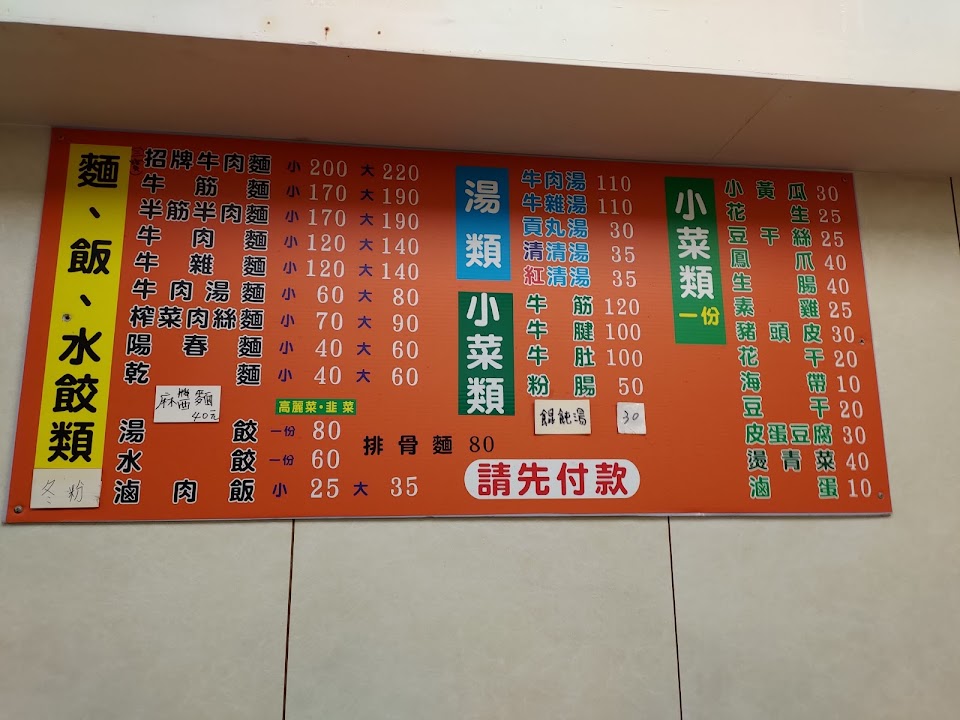 麵、飯、水餃類
冬粉
招牌牛肉麵 小 200 大 220
牛筋麵 小 170 大 190
半筋半肉麵 小 170 大 190
牛肉麵 小 120 大 140
牛雜麵 小 120 大 140
牛肉湯麵 小 60 大 80
榨菜肉絲麵 小 70 大 90
陽春麵 小 40 大 60
乾麵 小 40 大 60
麻醬麵 40元
高麗菜·韭菜
湯餃 一份 80
水餃 一份 60
滷肉飯 小 25 大 35
排骨麵 80
湯類
牛肉湯 110
牛雜湯 110
貢丸湯 30
清清湯 35
紅清湯 35
小菜類
牛筋 120
牛腱 100
牛肚 100
粉腸 50
餛飩湯 30
請先付款
小菜類 一份
小黃瓜 30
花生 25
豆干絲 25
鳳爪 40
生腸 40
素雞 25
豬頭皮 30
花干 20
海帶 10
豆干 20
皮蛋豆腐 30
燙青菜 40
滷蛋 10